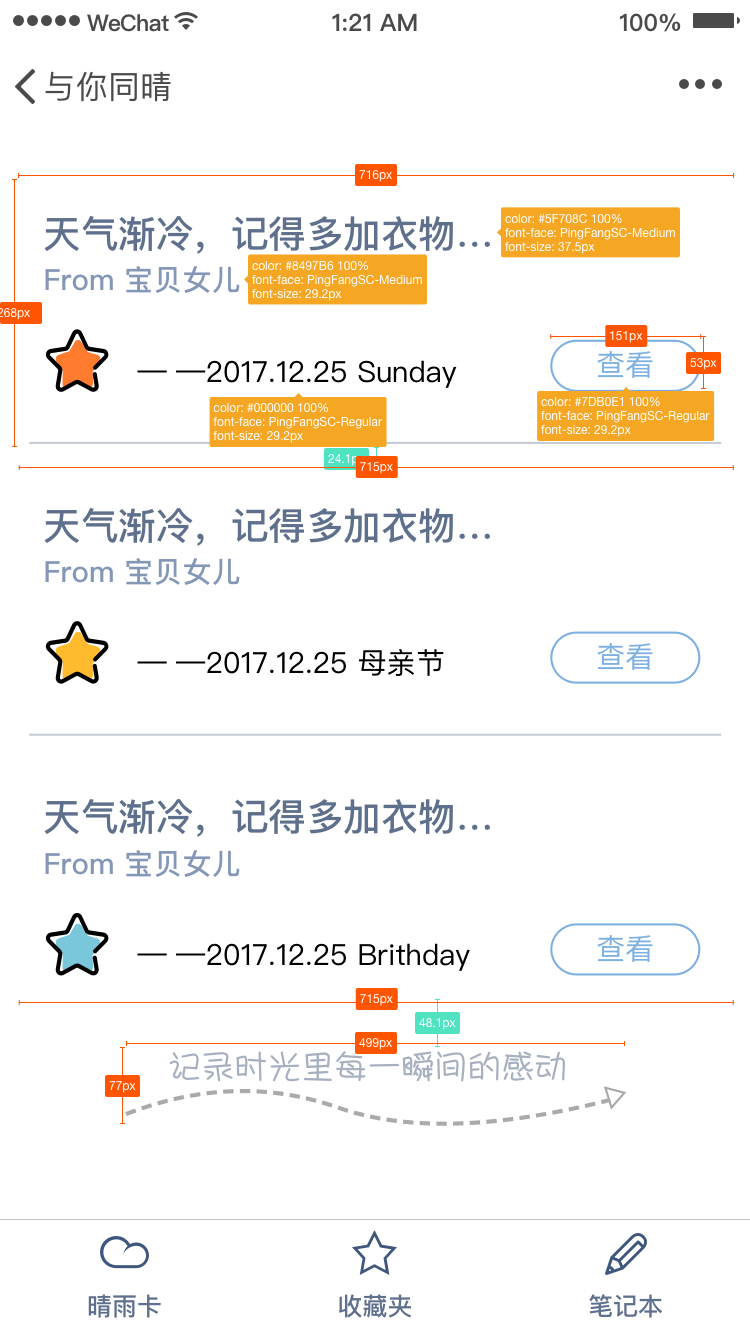 WeChat 1:21 AM 100%
与你同晴
716px
天气渐冷，记得多加衣物...
color: #5F708C 100%
font-face: PingFangSC-Medium
font-size: 37.5px
From 宝贝女儿
color: #8497B6 100%
font-face: PingFangSC-Medium
font-size: 29.2px
268px
— —2017.12.25 Sunday
151px
查看
53px
color: #000000 100%
font-face: PingFangSC-Regular
font-size: 29.2px
color: #7DB0E1 100%
font-face: PingFangSC-Regular
font-size: 29.2px
24.1p
715px
天气渐冷，记得多加衣物...
From 宝贝女儿
— —2017.12.25 母亲节
查看
天气渐冷，记得多加衣物...
From 宝贝女儿
— —2017.12.25 Brithday
查看
715px
48.1px
499px
记录时光里每一瞬间的感动
77px
晴雨卡 收藏夹 笔记本